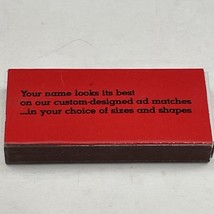 Your name looks its best
on our custom-designed ad matches
...in your choice of sizes and shapes